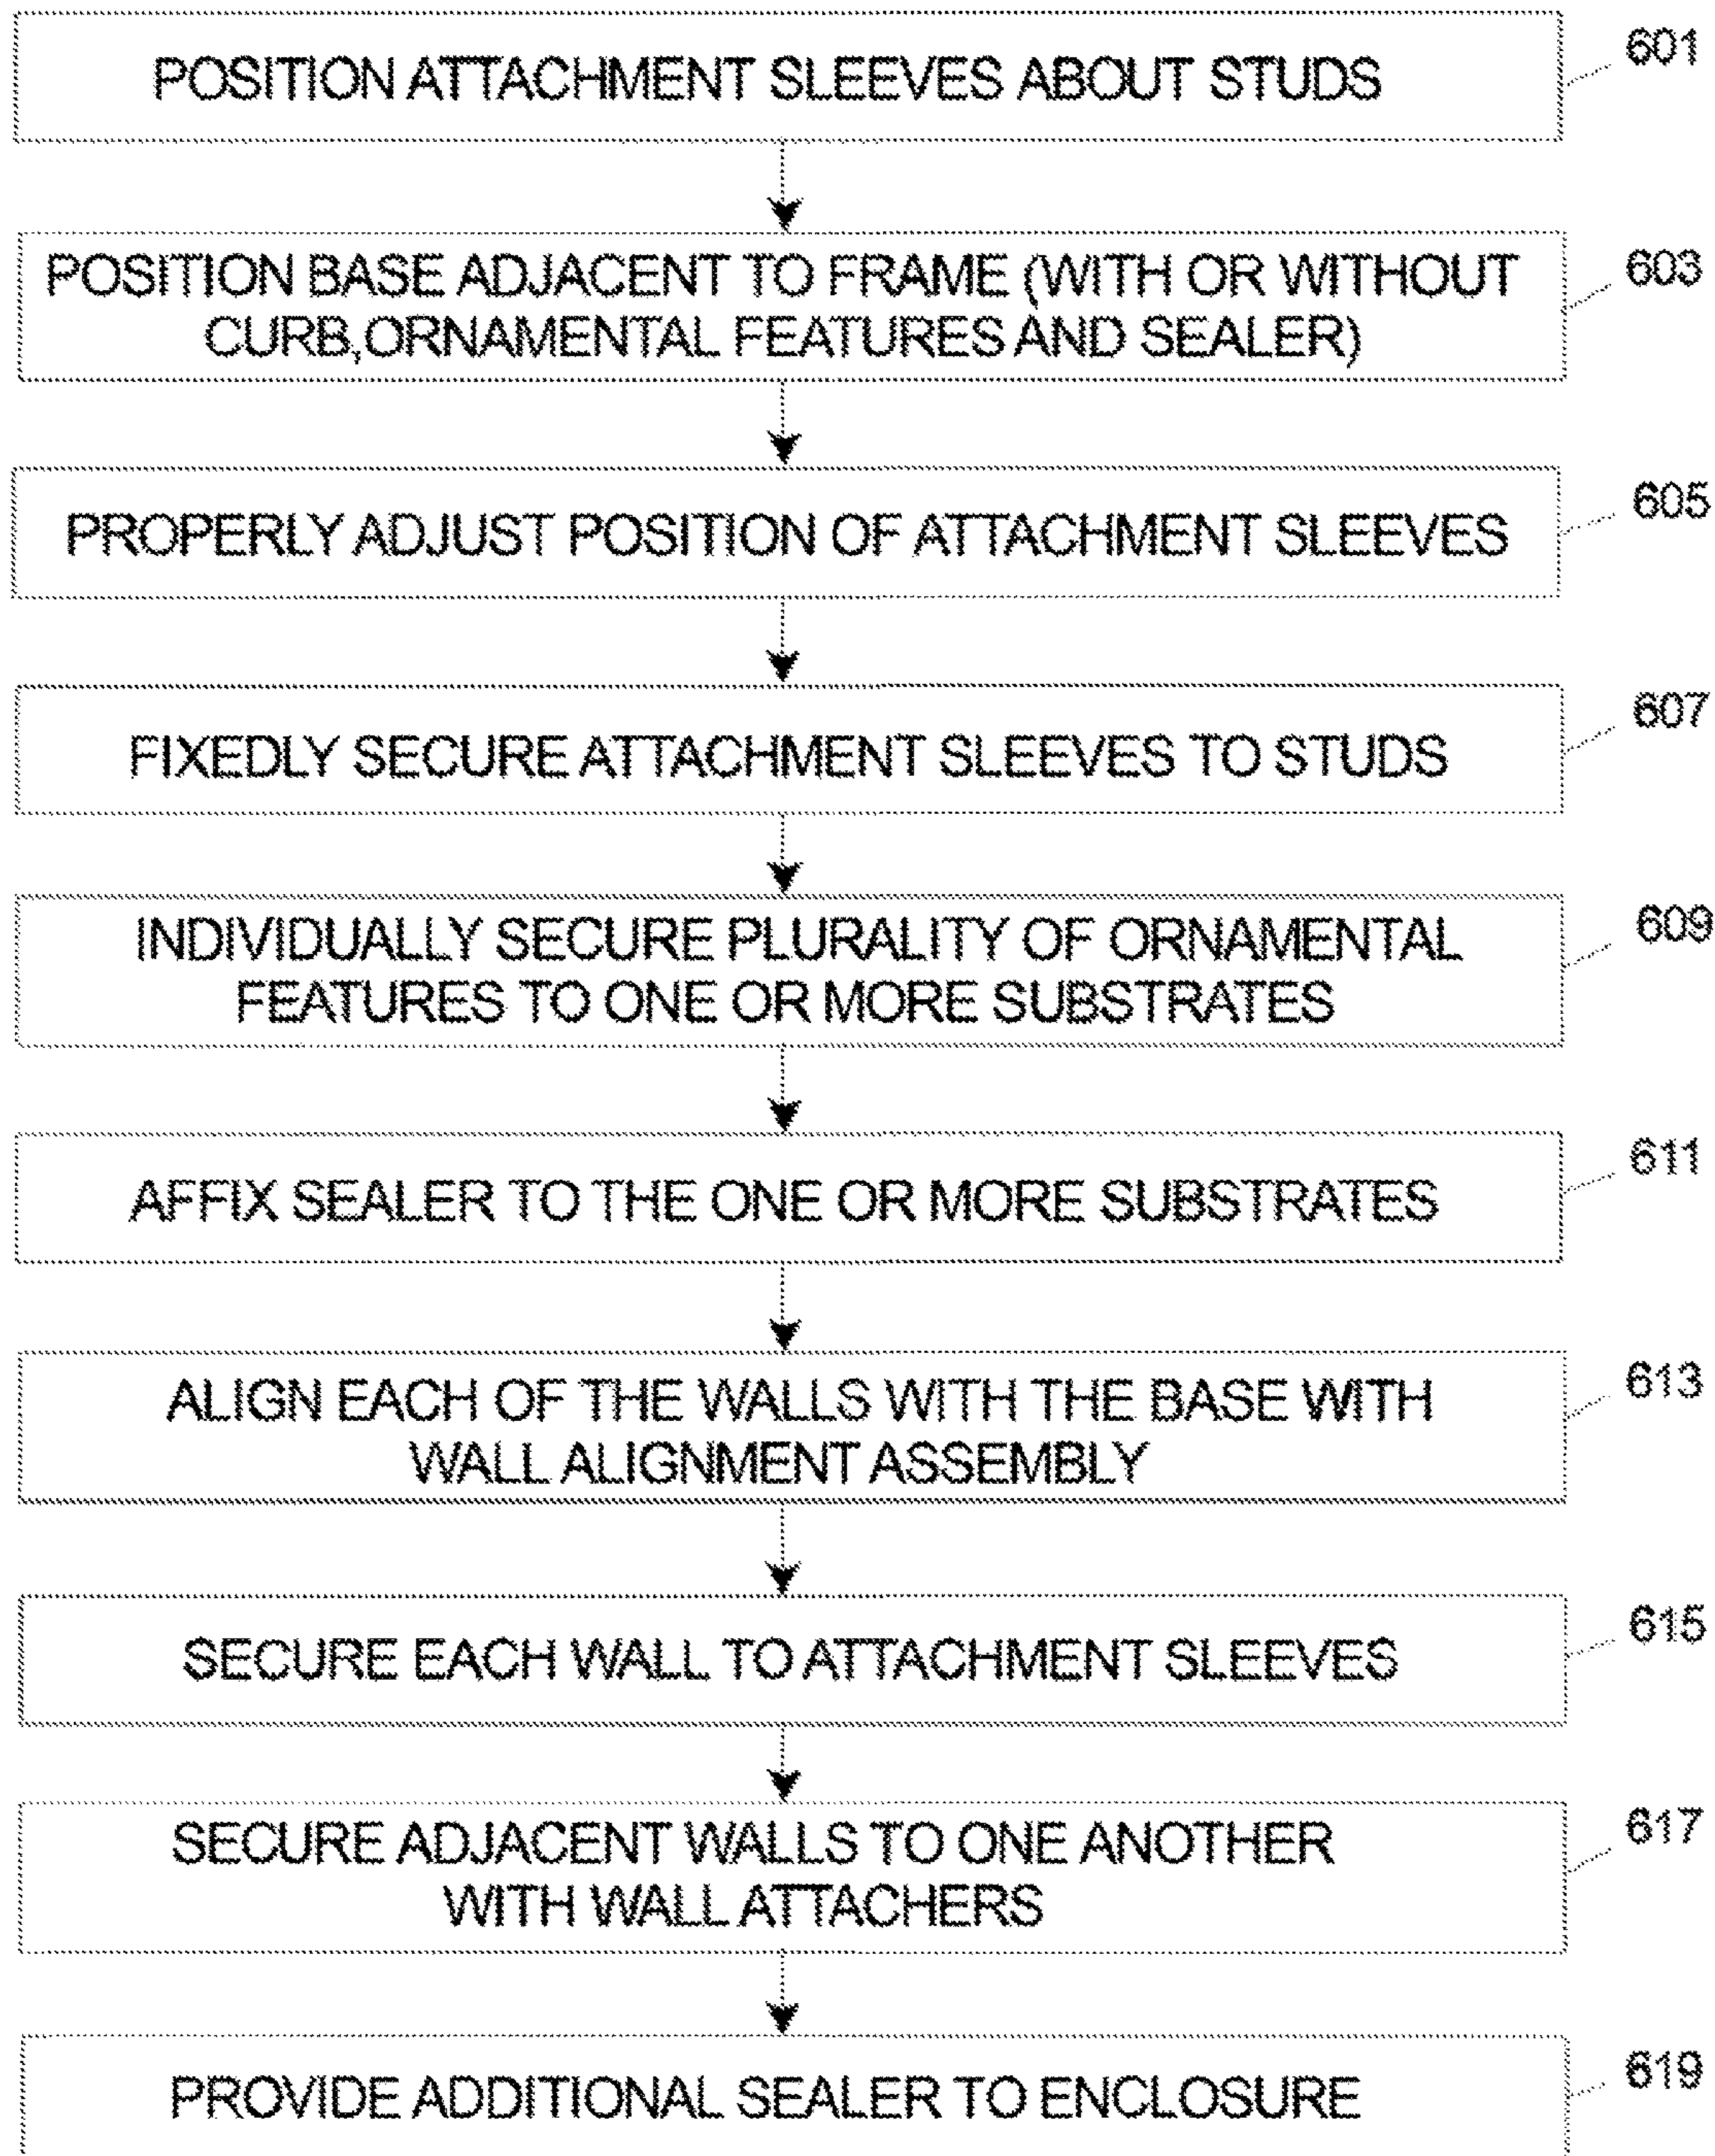 POSITION ATTACHMENT SLEEVES ABOUT STUDS
601
POSITION BASE ADJACENT TO FRAME (WITH OR WITHOUT
CURB,ORNAMENTAL FEATURES AND SEALER)
603
PROPERLY ADJUST POSITION OF ATTACHMENT SLEEVES
605
FIXEDLY SECURE ATTACHMENT SLEEVES TO STUDS
607
INDIVIDUALLY SECURE PLURALITY OF ORNAMENTAL
FEATURES TO ONE OR MORE SUBSTRATES
609
AFFIX SEALER TO THE ONE OR MORE SUBSTRATES
611
ALIGN EACH OF THE WALLS WITH THE BASE WITH
WALL ALIGNMENT ASSEMBLY
613
SECURE EACH WALL TO ATTACHMENT SLEEVES
615
SECURE ADJACENT WALLS TO ONE ANOTHER
WITH WALL ATTACHERS
617
PROVIDE ADDITIONAL SEALER TO ENCLOSURE
619